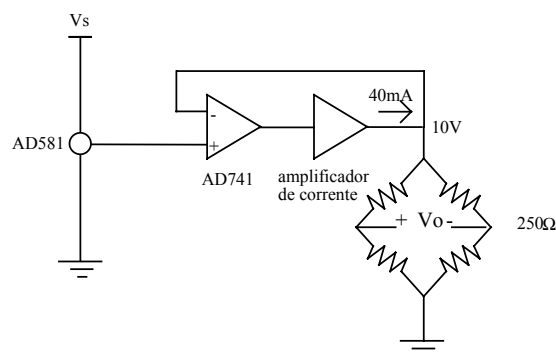 Vs
40mA
10V
AD581
-
+
AD741
amplificador
de corrente
+ Vo -
250Ω